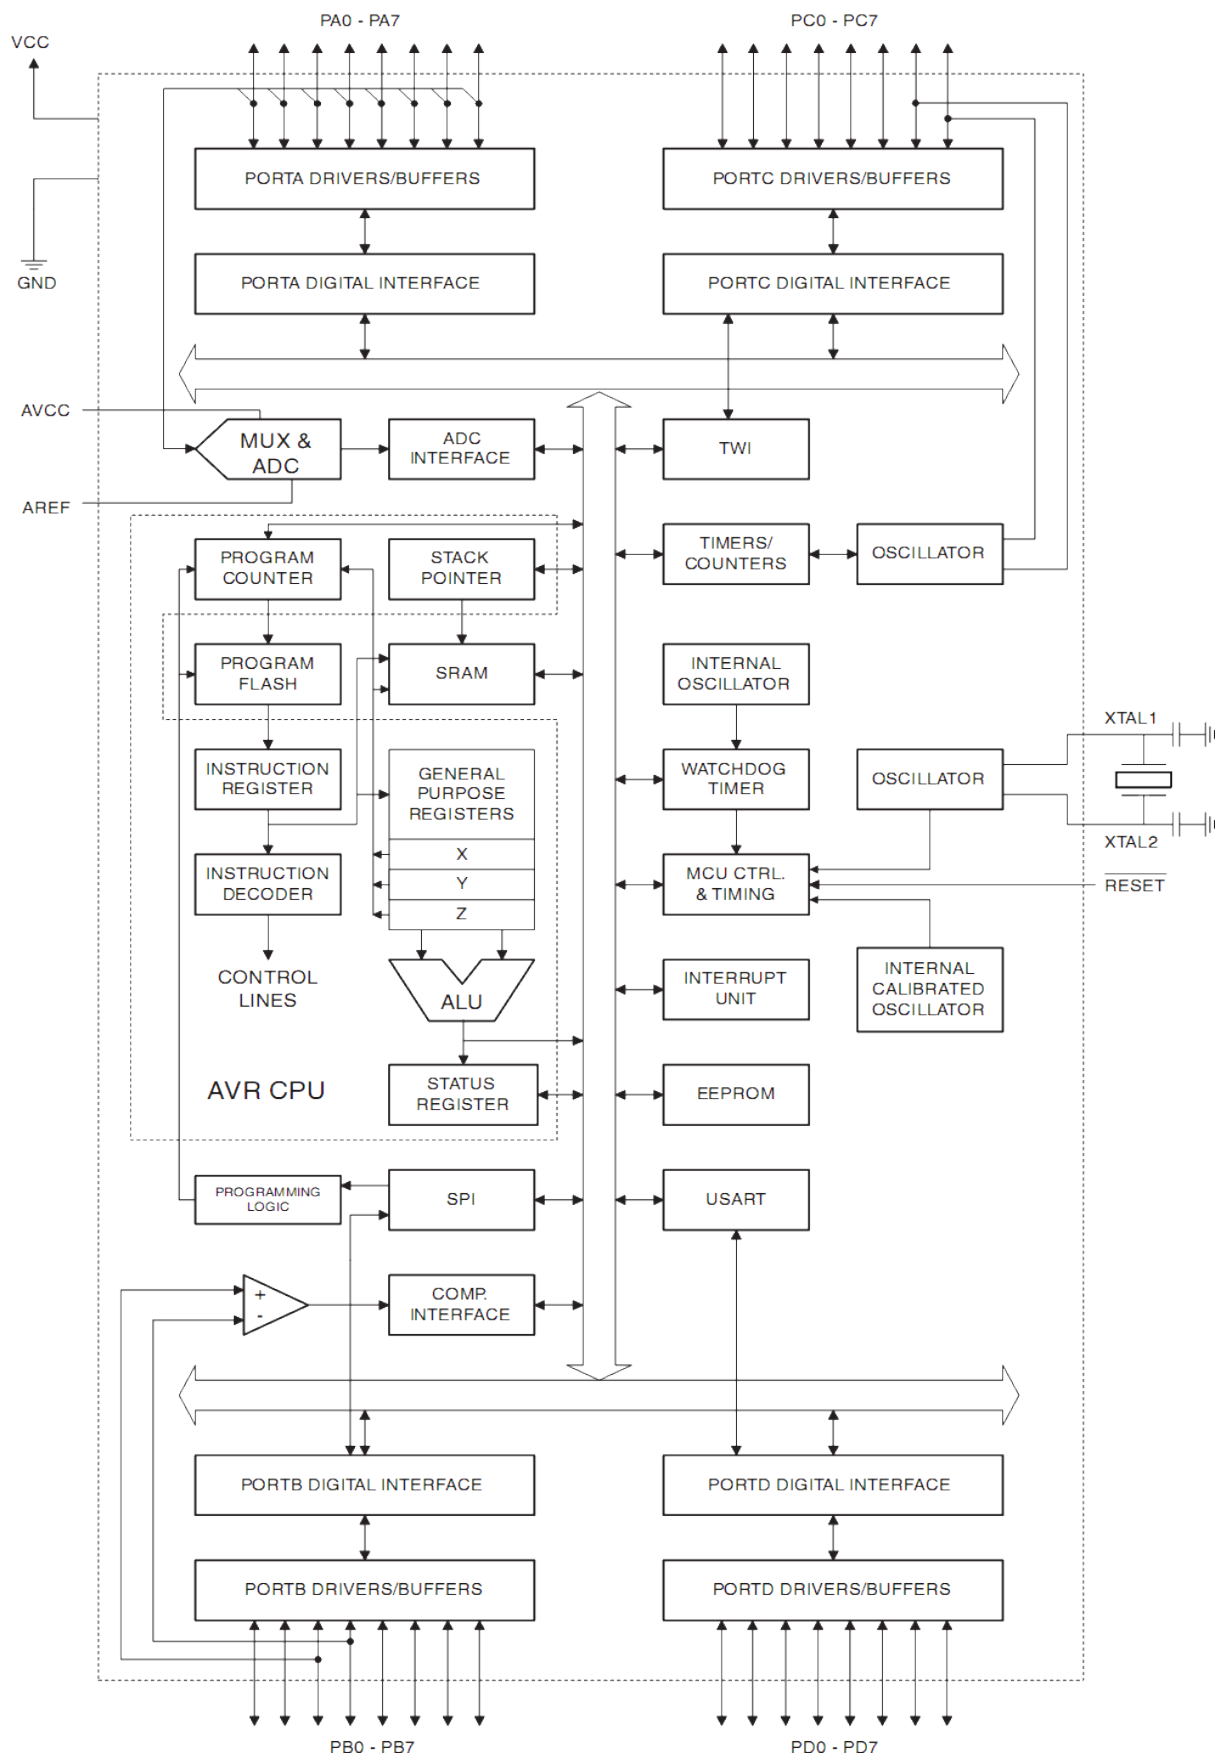 PA0 - PA7
PC0 - PC7
VCC
PORTA DRIVERS/BUFFERS
PORTC DRIVERS/BUFFERS
GND
PORTA DIGITAL INTERFACE
PORTC DIGITAL INTERFACE
AVCC
MUX &
ADC
ADC
INTERFACE
TWI
AREF
PROGRAM
COUNTER
STACK
POINTER
TIMERS/
COUNTERS
OSCILLATOR
PROGRAM
FLASH
SRAM
INTERNAL
OSCILLATOR
XTAL1
INSTRUCTION
REGISTER
GENERAL
PURPOSE
REGISTERS
WATCHDOG
TIMER
OSCILLATOR
XTAL2
X
INSTRUCTION
DECODER
Y
MCU CTRL.
& TIMING
RESET
Z
CONTROL
LINES
ALU
INTERRUPT
UNIT
INTERNAL
CALIBRATED
OSCILLATOR
AVR CPU
STATUS
REGISTER
EEPROM
PROGRAMMING
LOGIC
SPI
USART
+
-
COMP.
INTERFACE
PORTB DIGITAL INTERFACE
PORTD DIGITAL INTERFACE
PORTB DRIVERS/BUFFERS
PORTD DRIVERS/BUFFERS
PB0 - PB7
PD0 - PD7